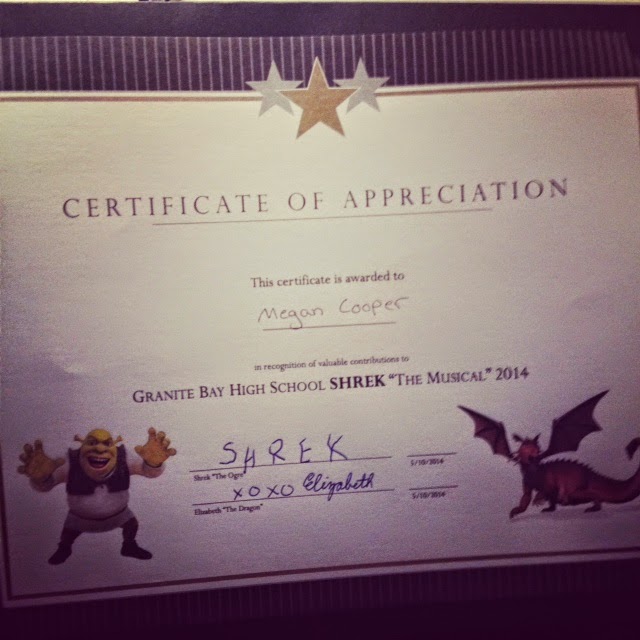 CERTIFICATE OF APPRECIATION
This certificate is awarded to
Megan Cooper
in recognition of valuable contributions to
GRANITE BAY HIGH SCHOOL SHREK "THE MUSICAL" 2014
SHREK
Shrek "The Ogre" 5/10/2014
XOXO Elizabeth
Elizabeth "The Dragon" 5/10/2014